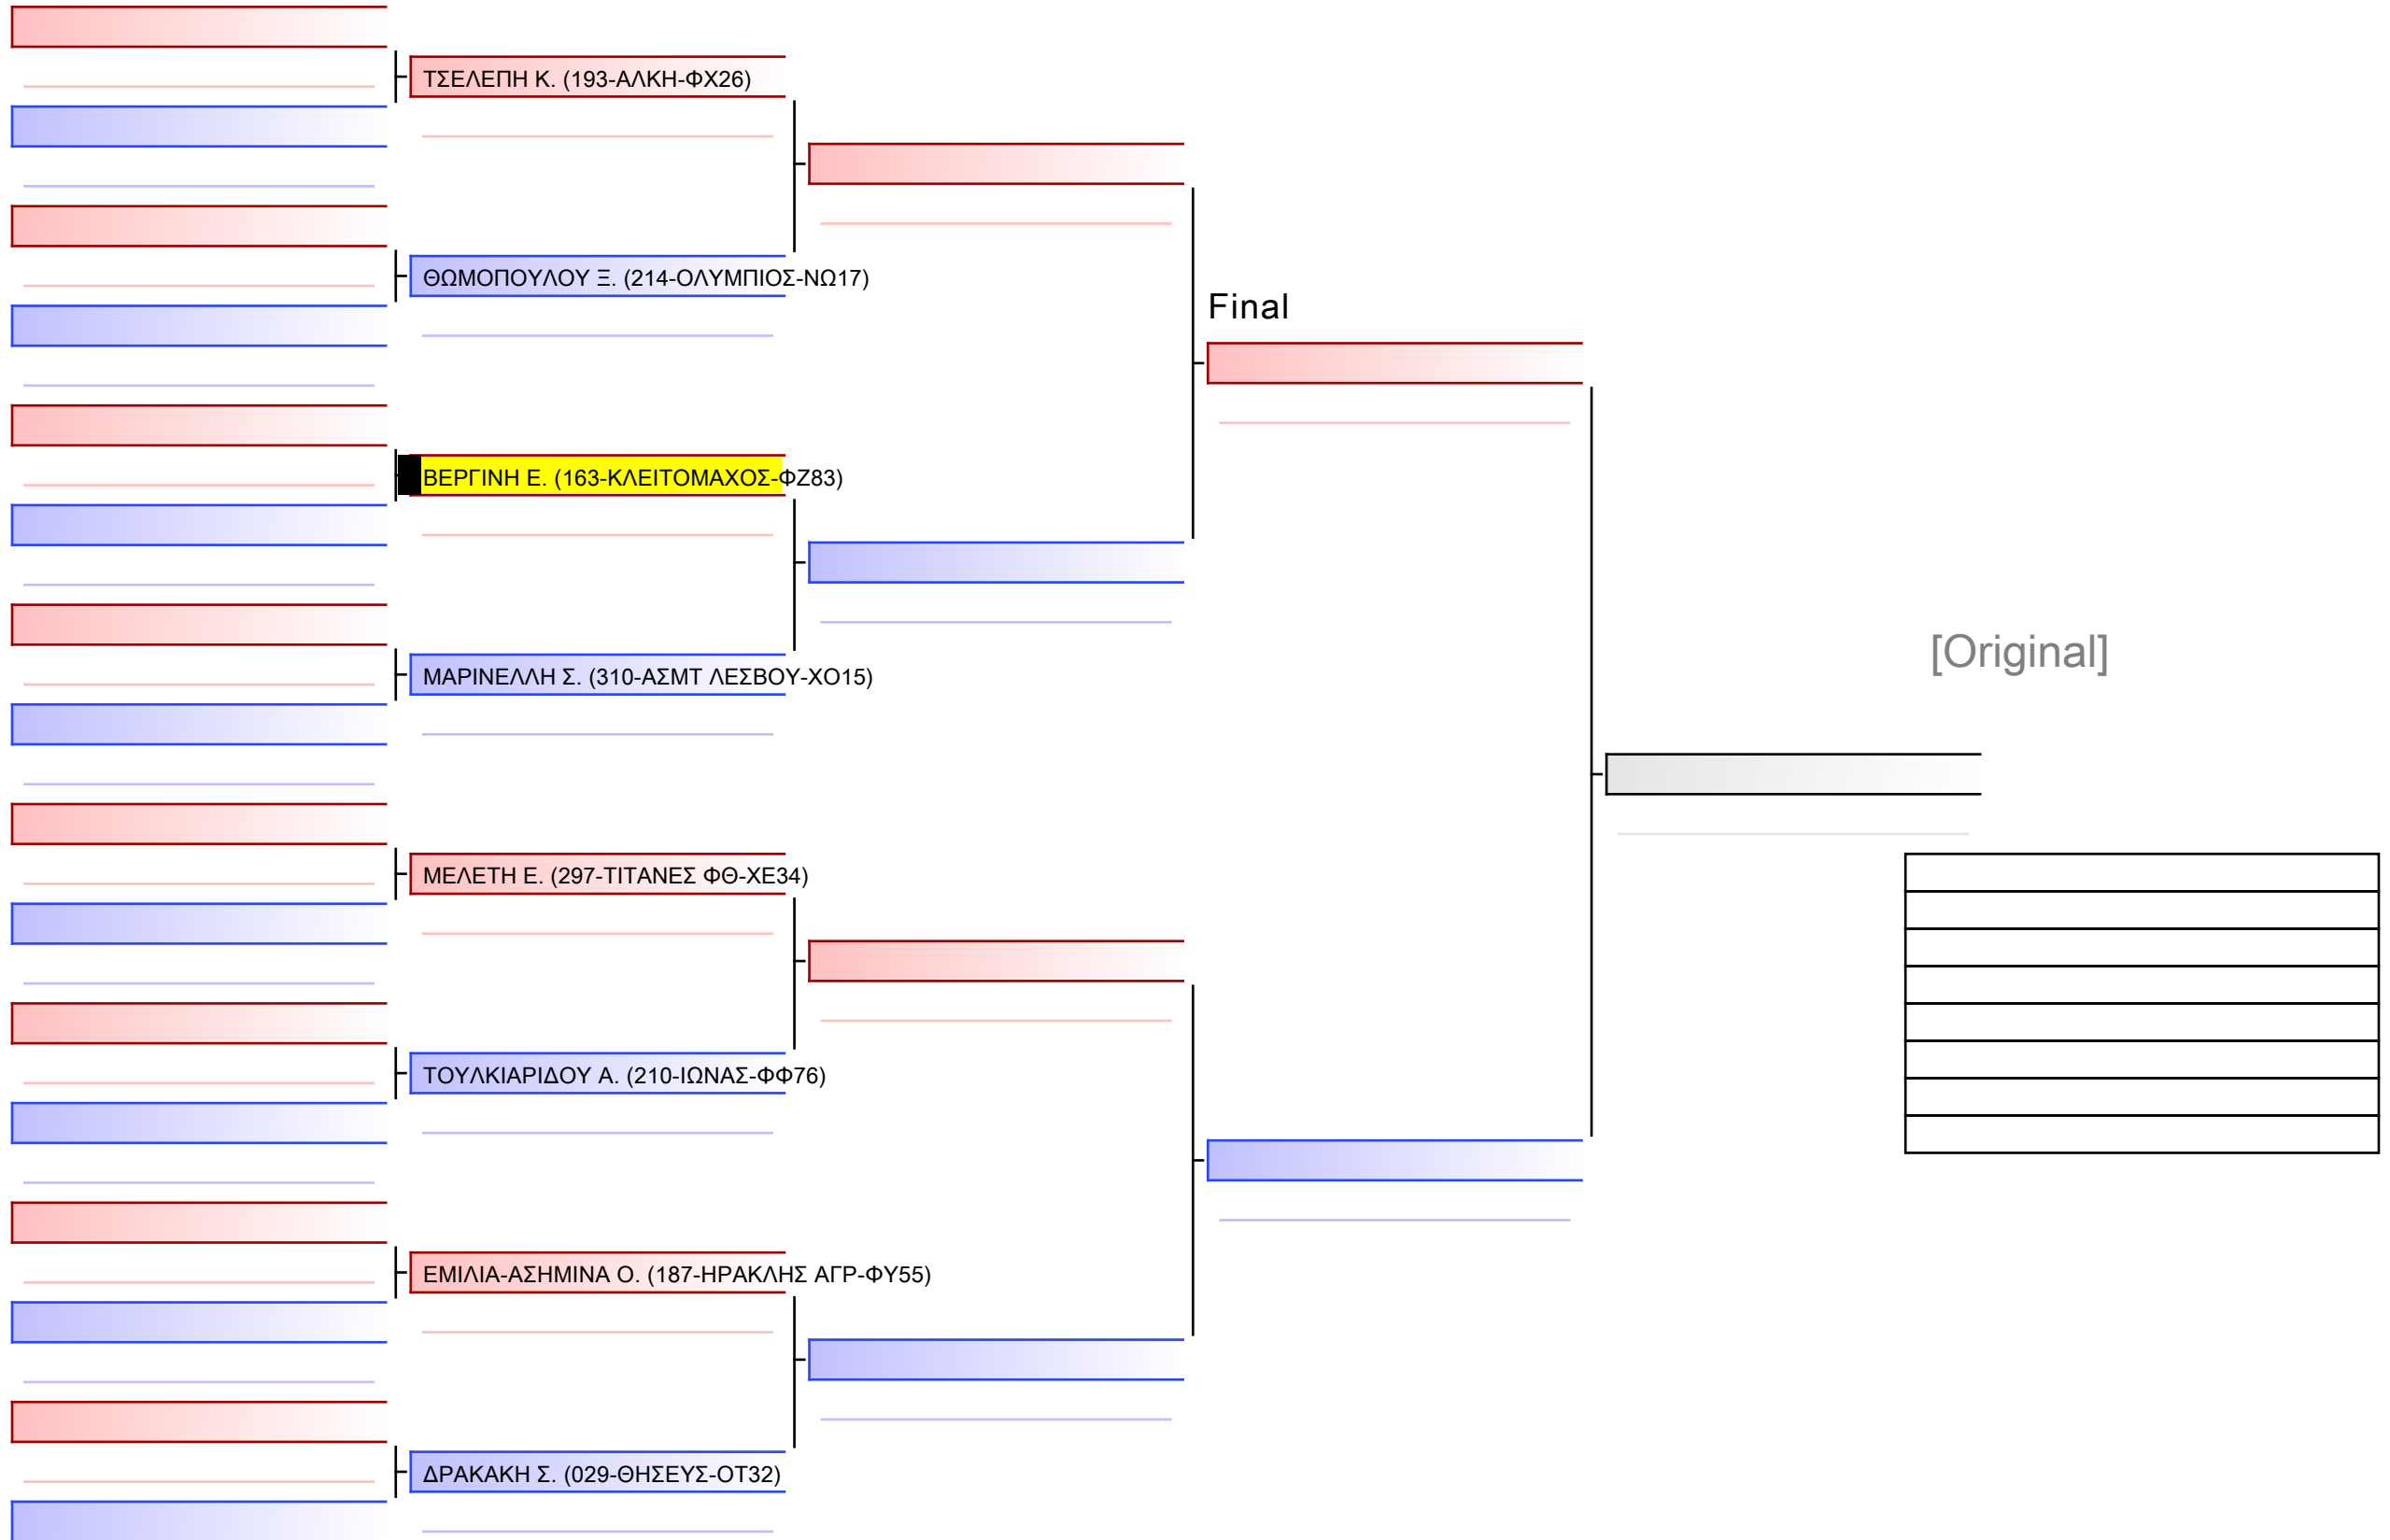 ΤΣΕΛΕΠΗ Κ. (193-ΑΛΚΗ-ΦΧ26)
ΘΩΜΟΠΟΥΛΟΥ Ξ. (214-ΟΛΥΜΠΙΟΣ-ΝΩ17)
Final
ΒΕΡΓΙΝΗ Ε. (163-ΚΛΕΙΤΟΜΑΧΟΣ-ΦΖ83)
[Original]
ΜΑΡΙΝΕΛΛΗ Σ. (310-ΑΣΜΤ ΛΕΣΒΟΥ-ΧΟ15)
ΜΕΛΕΤΗ Ε. (297-ΤΙΤΑΝΕΣ ΦΘ-ΧΕ34)
ΤΟΥΛΚΙΑΡΙΔΟΥ Α. (210-ΙΩΝΑΣ-ΦΦ76)
ΕΜΙΛΙΑ-ΑΣΗΜΙΝΑ Ο. (187-ΗΡΑΚΛΗΣ ΑΓΡ-ΦΥ55)
ΔΡΑΚΑΚΗ Σ. (029-ΘΗΣΕΥΣ-ΟΤ32)